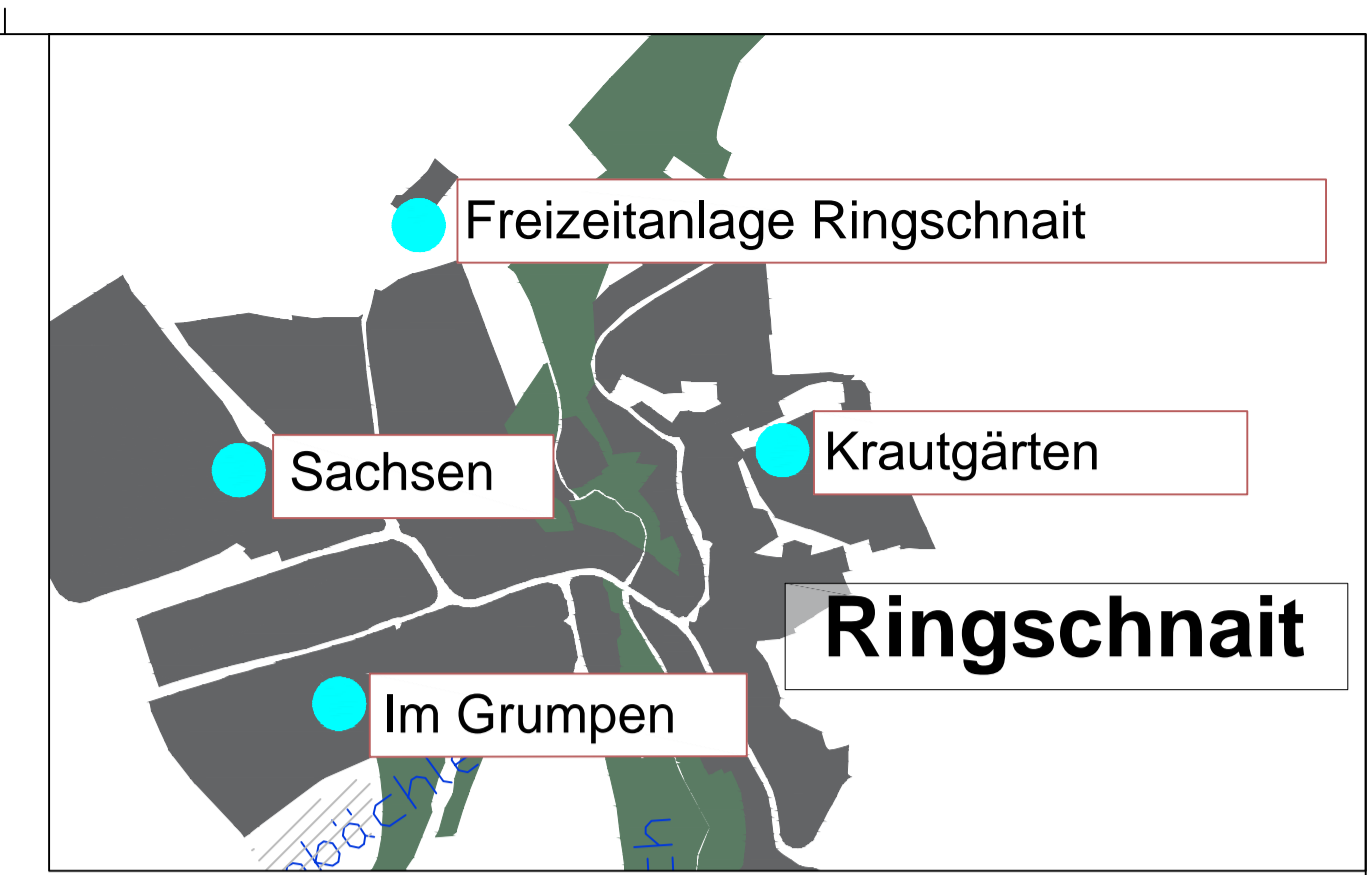 Freizeitanlage Ringschnait
Sachsen
Krautgärten
Ringschnait
Im Grumpen